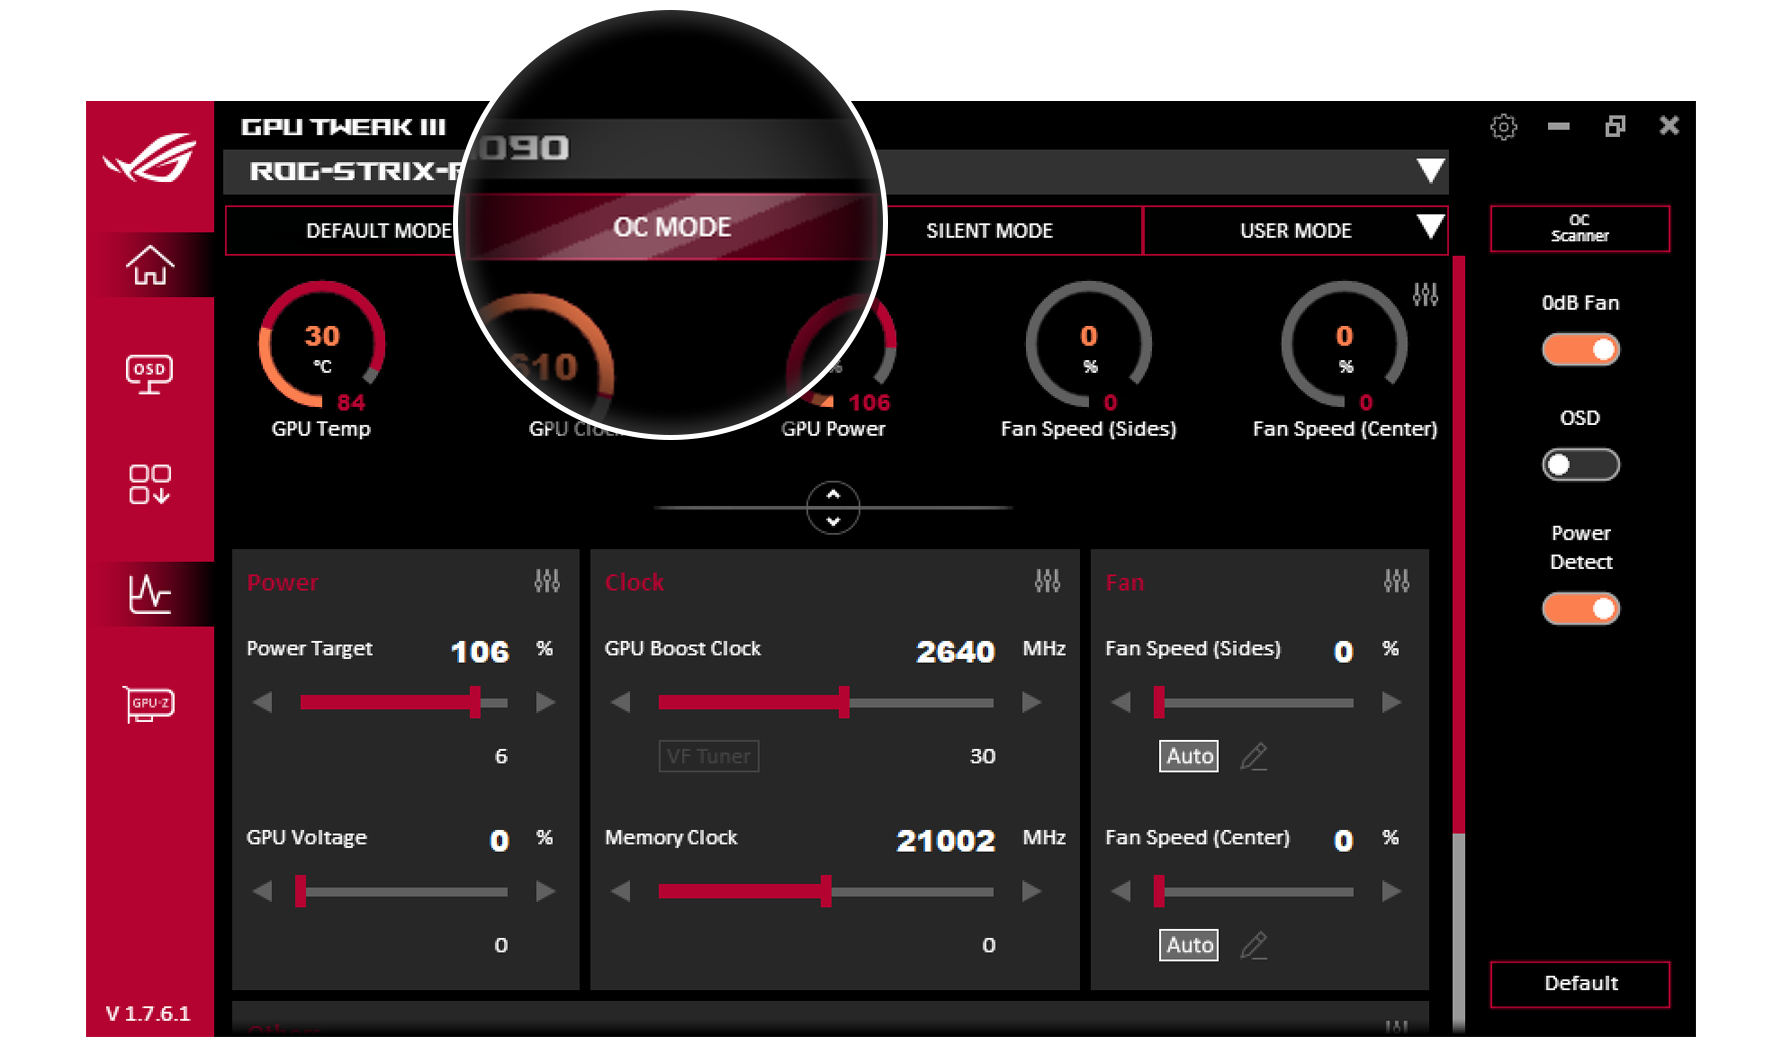 GPU TWEAK III
ROG-STRIX-
090
DEFAULT MODE
OC MODE
SILENT MODE
USER MODE
OC
Scanner
30
°C
84
GPU Temp
610
GPU
%
106
GPU Power
0
%
0
Fan Speed (Sides)
0
%
0
Fan Speed (Center)
0dB Fan
OSD
Power
Detect
OSD
GPU-Z
V 1.7.6.1
Power
Power Target 106 %
6
GPU Voltage 0 %
0
Clock
GPU Boost Clock 2640 MHz
VF Tuner 30
Memory Clock 21002 MHz
0
Fan
Fan Speed (Sides) 0 %
Auto
Fan Speed (Center) 0 %
Auto
Others
Default